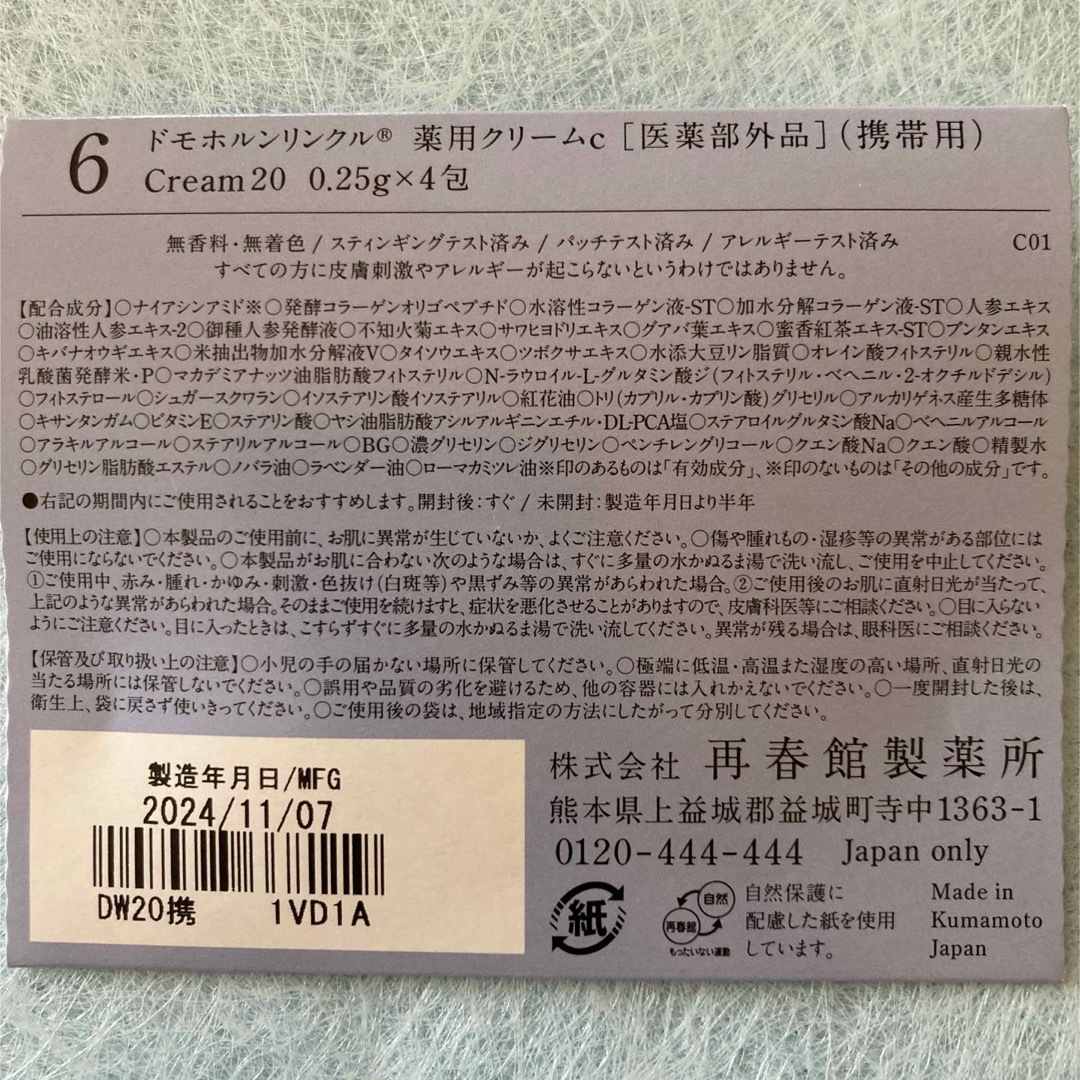 6 ドモホルンリンクル® 薬用クリームc [医薬部外品](携帯用)
Cream20 0.25g×4包
無香料・無着色 / スティンギングテスト済み / パッチテスト済み / アレルギーテスト済み C01
すべての方に皮膚刺激やアレルギーが起こらないというわけではありません。
【配合成分】○ナイアシンアミド※○発酵コラーゲンオリゴペプチド○水溶性コラーゲン液-ST○加水分解コラーゲン液-ST○人参エキス
○油溶性人参エキス-2○御種人参発酵液○不知火菊エキス○サワヒヨドリエキス○グアバ葉エキス○蜜香紅茶エキス-ST○ブンタンエキス
○キバナオウギエキス○米抽出物加水分解液V○タイソウエキス○ツボクサエキス○水添大豆リン脂質○オレイン酸フィトステリル○親水性
乳酸菌発酵米・P○マカデミアナッツ油脂肪酸フィトステリル○N-ラウロイル-L-グルタミン酸ジ(フィトステリル・ベヘニル・2-オクチルドデシル)
○フィトステロール○シュガースクワラン○イソステアリン酸イソステアリル○紅花油○トリ(カプリル・カプリン酸)グリセリル○アルカリゲネス産生多糖体
○キサンタンガム○ビタミンE○ステアリン酸○ヤシ油脂肪酸アシルアルギニンエチル・DL-PCA塩○ステアロイルグルタミン酸Na○ベヘニルアルコール
○アラキルアルコール○ステアリルアルコール○BG○濃グリセリン○ジグリセリン○ペンチレングリコール○クエン酸Na○クエン酸○精製水
○グリセリン脂肪酸エステル○ノバラ油○ラベンダー油○ローマカミツレ油※印のあるものは「有効成分」、※印のないものは「その他の成分」です。
●右記の期間内にご使用されることをおすすめします。開封後:すぐ / 未開封:製造年月日より半年
【使用上の注意】○本製品のご使用前に、お肌に異常が生じていないか、よくご注意ください。○傷や腫れもの・湿疹等の異常がある部位には
ご使用にならないでください。○本製品がお肌に合わない次のような場合は、すぐに多量の水かぬるま湯で洗い流し、ご使用を中止してください。
①ご使用中、赤み・腫れ・かゆみ・刺激・色抜け(白斑等)や黒ずみ等の異常があらわれた場合。②ご使用後のお肌に直射日光が当たって、
上記のような異常があらわれた場合。そのままご使用を続けますと、症状を悪化させることがありますので、皮膚科医等にご相談ください。○目に入らない
ようにご注意ください。目に入ったときは、こすらずすぐに多量の水かぬるま湯で洗い流してください。異常が残る場合は、眼科医にご相談ください。
【保管及び取り扱い上の注意】○小児の手の届かない場所に保管してください。○極端に低温・高温また湿度の高い場所、直射日光の
当たる場所には保管しないでください。○誤用や品質の劣化を避けるため、他の容器には入れかえないでください。○一度開封した後は、
衛生上、袋に戻さず使いきってください。○ご使用後の袋は、地域指定の方法にしたがって分別してください。
製造年月日/MFG
2024/11/07
DW20携 1VD1A
株式会社 再春館製薬所
熊本県上益城郡益城町寺中1363-1
0120-444-444 Japan only
紙
自然
再春館
もったいない運動
自然保護に
配慮した紙を使用
しています。
Made in
Kumamoto
Japan